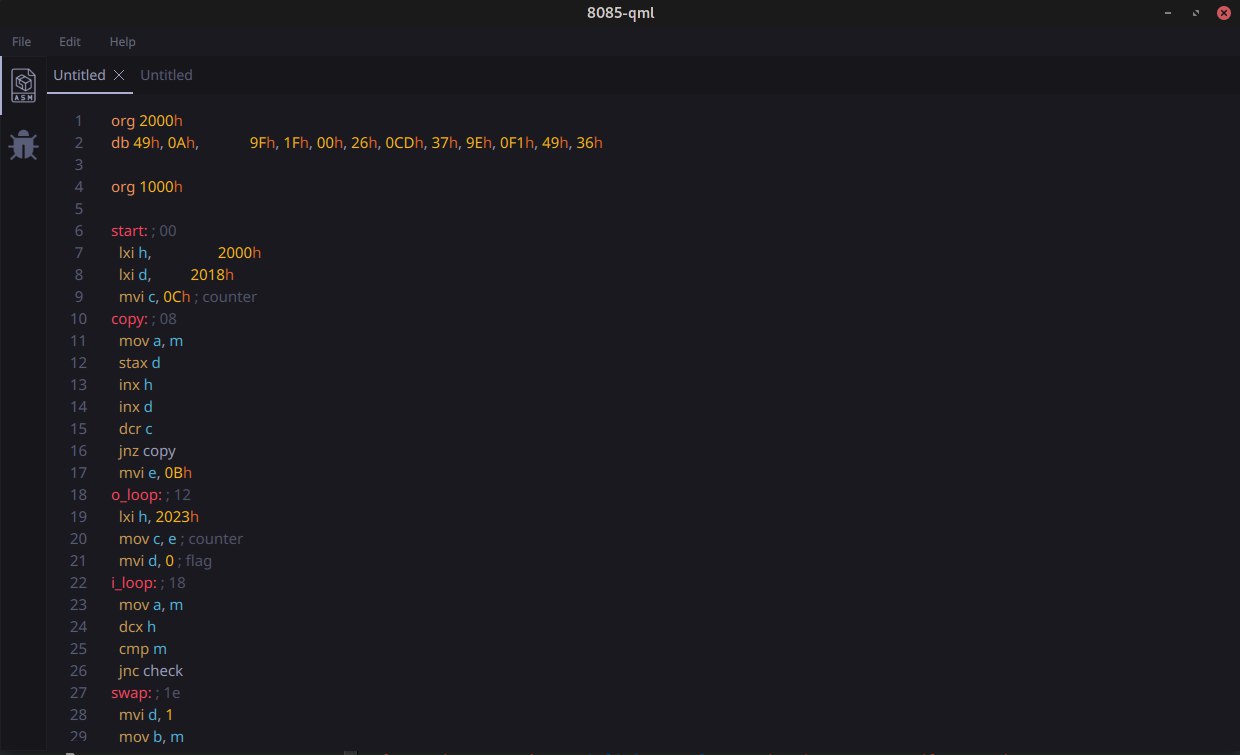 8085-qml
File Edit Help
Untitled Untitled
ASM
1 org 2000h
2 db 49h, 0Ah, 9Fh, 1Fh, 00h, 26h, 0CDh, 37h, 9Eh, 0F1h, 49h, 36h
3
4 org 1000h
5
6 start: ; 00
7 lxi h, 2000h
8 lxi d, 2018h
9 mvi c, 0Ch ; counter
10 copy: ; 08
11 mov a, m
12 stax d
13 inx h
14 inx d
15 dcr c
16 jnz copy
17 mvi e, 0Bh
18 o_loop: ; 12
19 lxi h, 2023h
20 mov c, e ; counter
21 mvi d, 0 ; flag
22 i_loop: ; 18
23 mov a, m
24 dcx h
25 cmp m
26 jnc check
27 swap: ; 1e
28 mvi d, 1
29 mov b, m